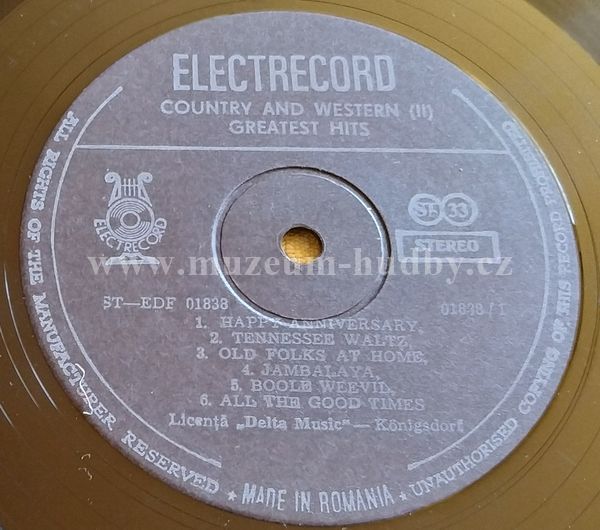 ELECTRECORD
COUNTRY AND WESTERN (II)
GREATEST HITS
ELECTRECORD
ST 33
STEREO
www.muzeum-hudby.cz
ST—EDF 01838
01838/I
1. HAPPY ANNIVERSARY,
2. TENNESSEE WALTZ,
3. OLD FOLKS AT HOME,
4. JAMBALAYA,
5. BOOLE WEEVIL,
6. ALL THE GOOD TIMES
Licenţă „Delta Music" — Königsdorf
ALL RIGHTS OF THE MANUFACTURER RESERVED ★ MADE IN ROMANIA ★ UNAUTHORISED COPYING OF THIS RECORD PROHIBITED